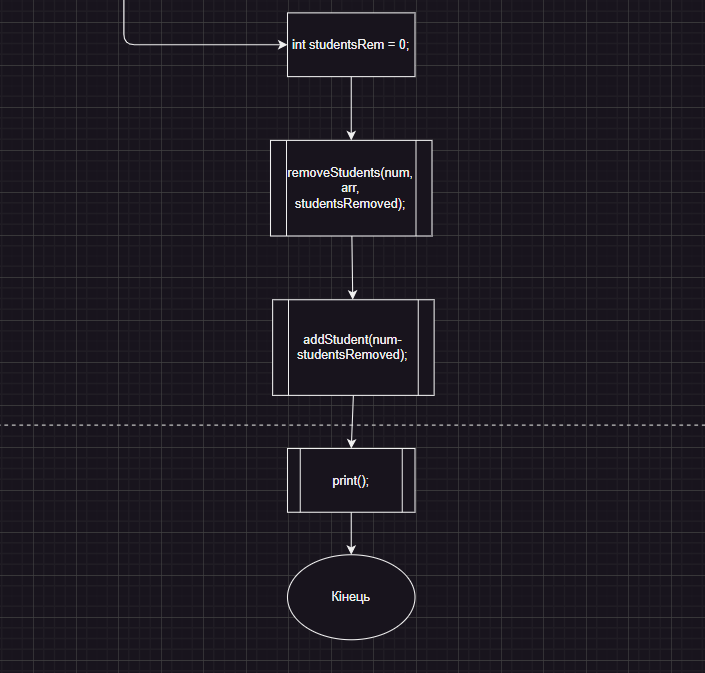 int studentsRem = 0;
removeStudents(num,
arr,
studentsRemoved);
addStudent(num-
studentsRemoved);
print();
Кінець